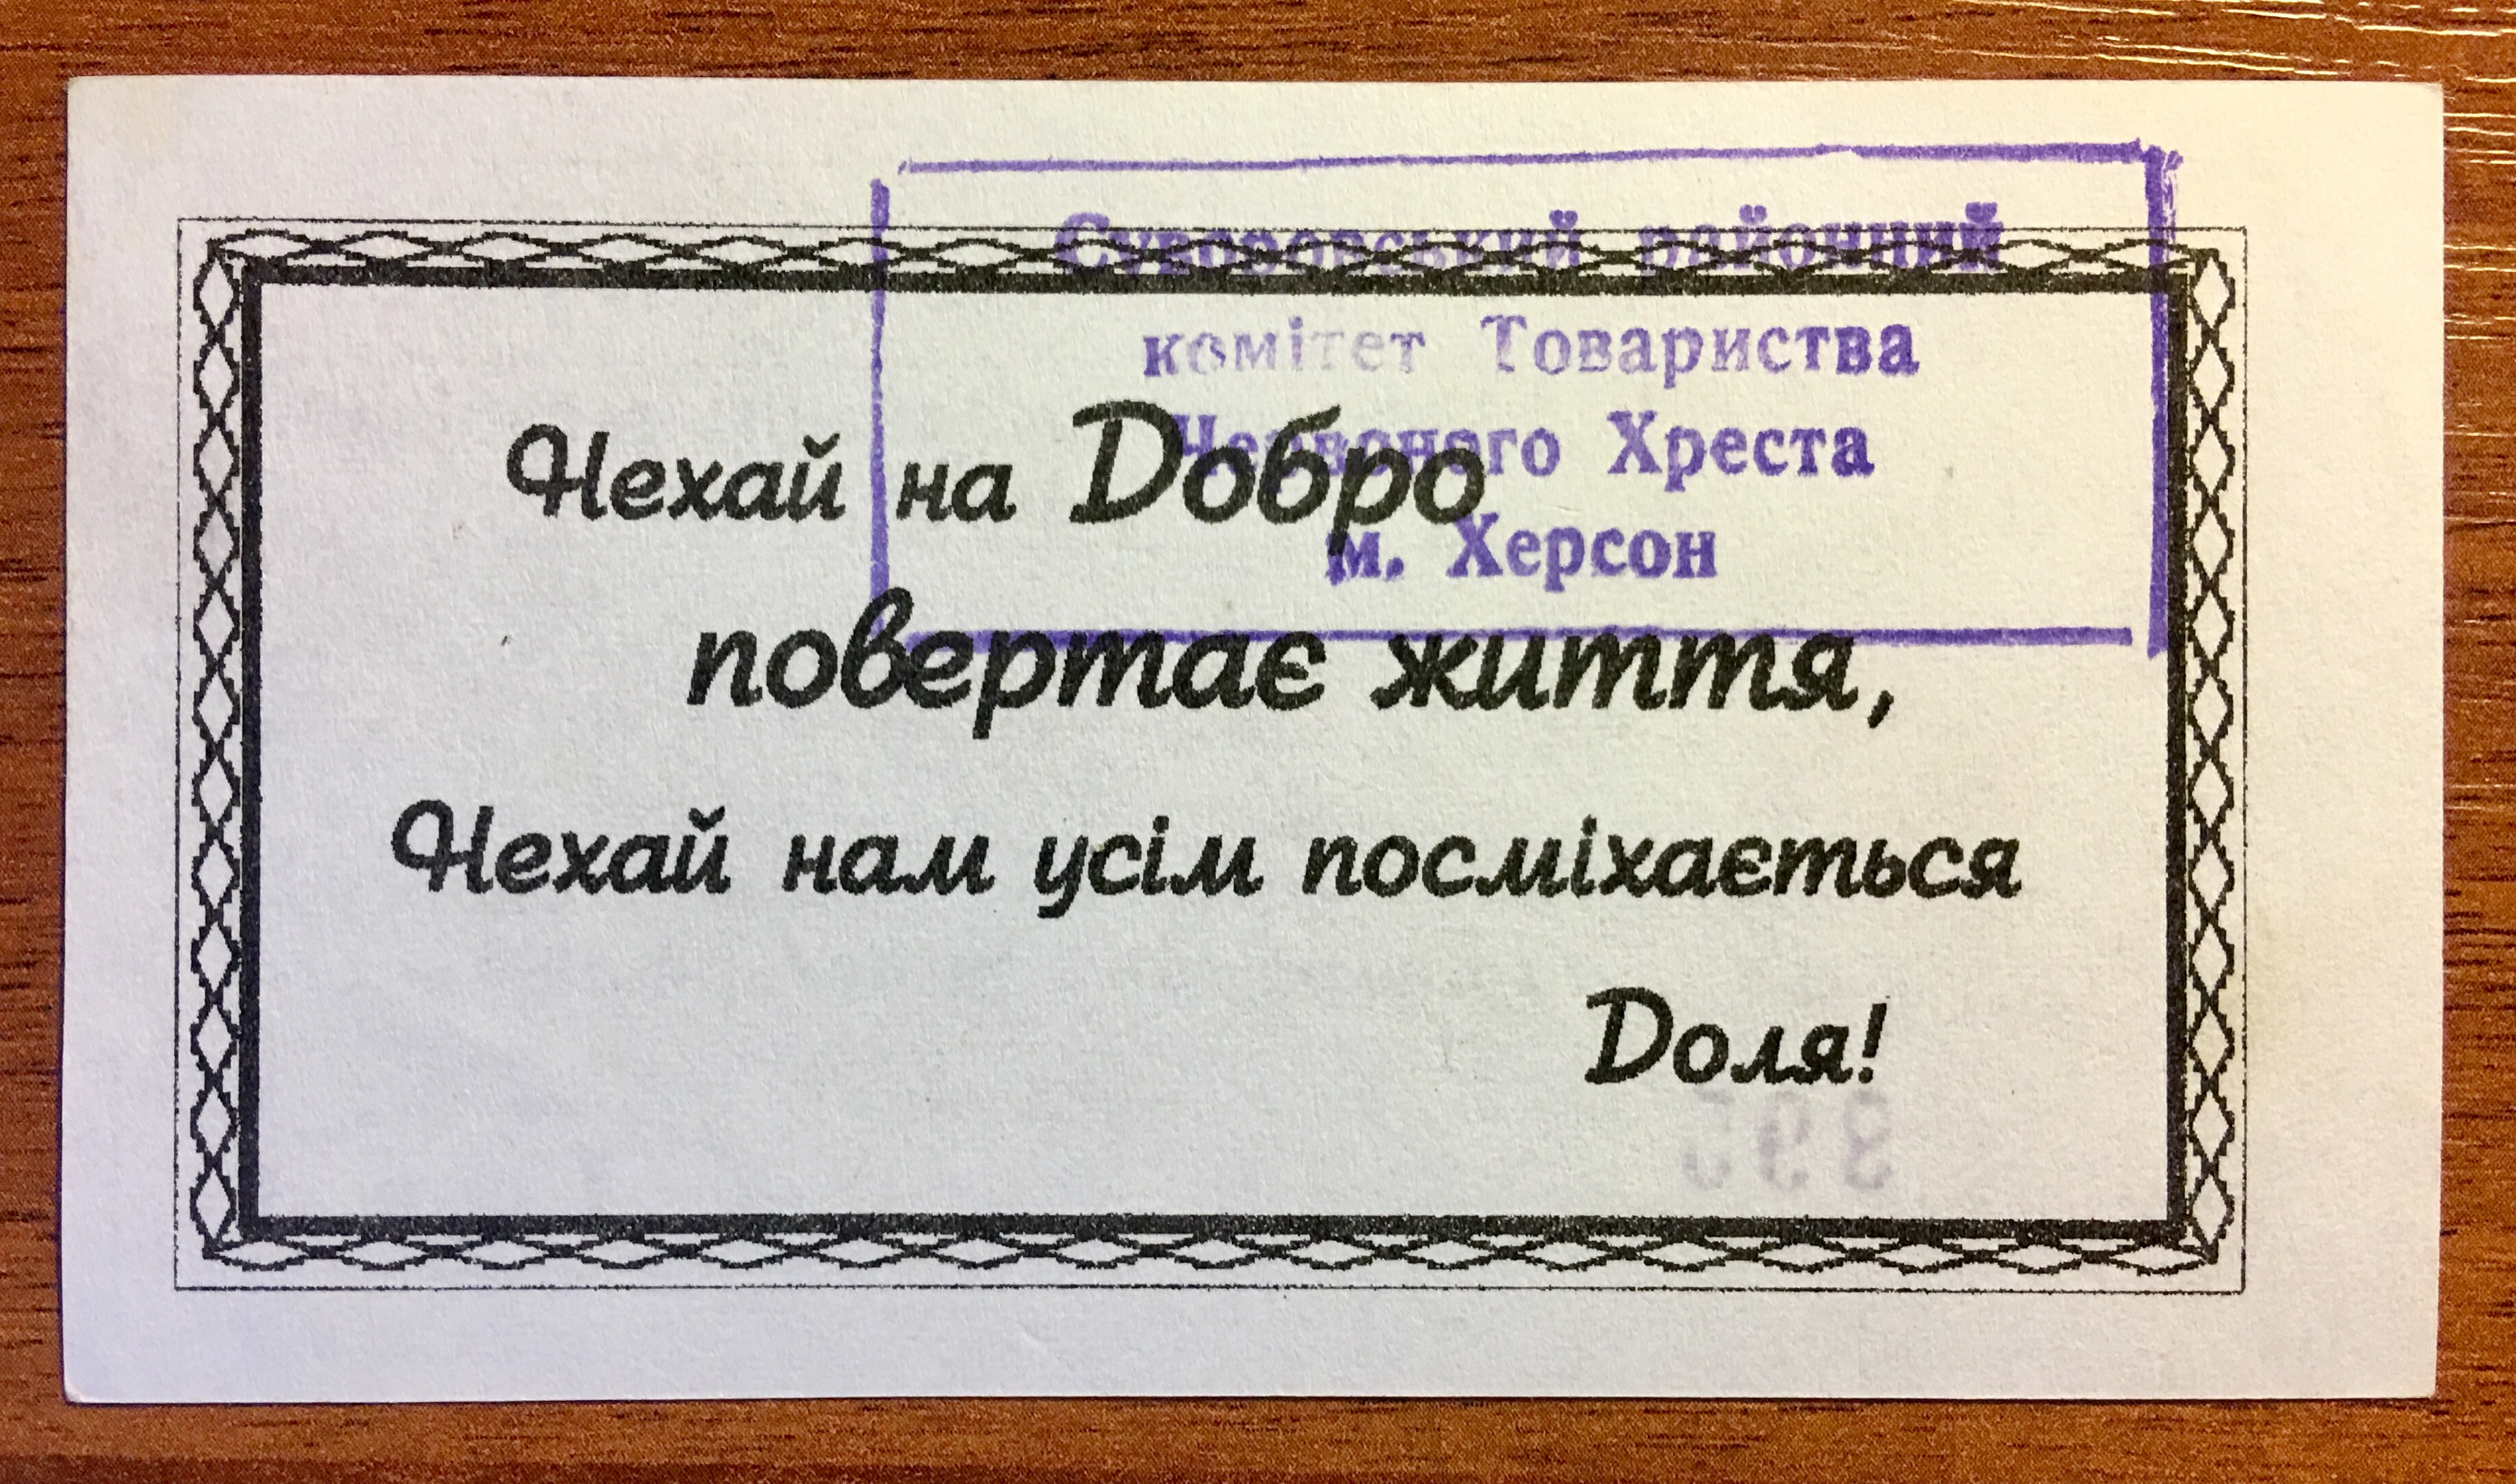 Суворовський районний
комітет Товариства
Червоного Хреста
м. Херсон
Нехай на Добро
повертає життя,
Нехай нам усім посміхається
Доля!